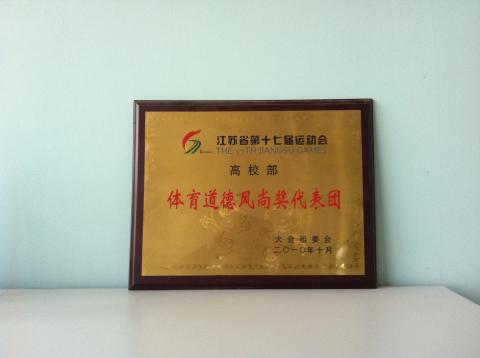 江苏省第十七届运动会
THE 17TH JIANGSU GAMES
高校部
体育道德风尚奖代表团
大会组委会
二〇一〇年十月